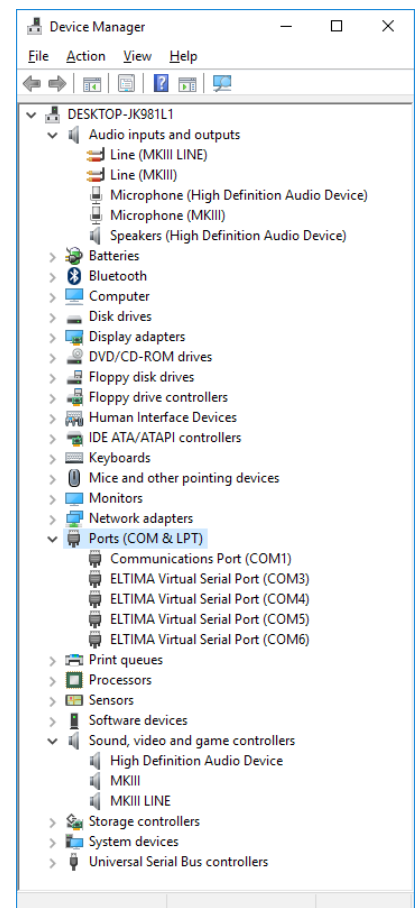 Device Manager
File Action View Help
DESKTOP-JK981L1
Audio inputs and outputs
Line (MKIII LINE)
Line (MKIII)
Microphone (High Definition Audio Device)
Microphone (MKIII)
Speakers (High Definition Audio Device)
Batteries
Bluetooth
Computer
Disk drives
Display adapters
DVD/CD-ROM drives
Floppy disk drives
Floppy drive controllers
Human Interface Devices
IDE ATA/ATAPI controllers
Keyboards
Mice and other pointing devices
Monitors
Network adapters
Ports (COM & LPT)
Communications Port (COM1)
ELTIMA Virtual Serial Port (COM3)
ELTIMA Virtual Serial Port (COM4)
ELTIMA Virtual Serial Port (COM5)
ELTIMA Virtual Serial Port (COM6)
Print queues
Processors
Sensors
Software devices
Sound, video and game controllers
High Definition Audio Device
MKIII
MKIII LINE
Storage controllers
System devices
Universal Serial Bus controllers